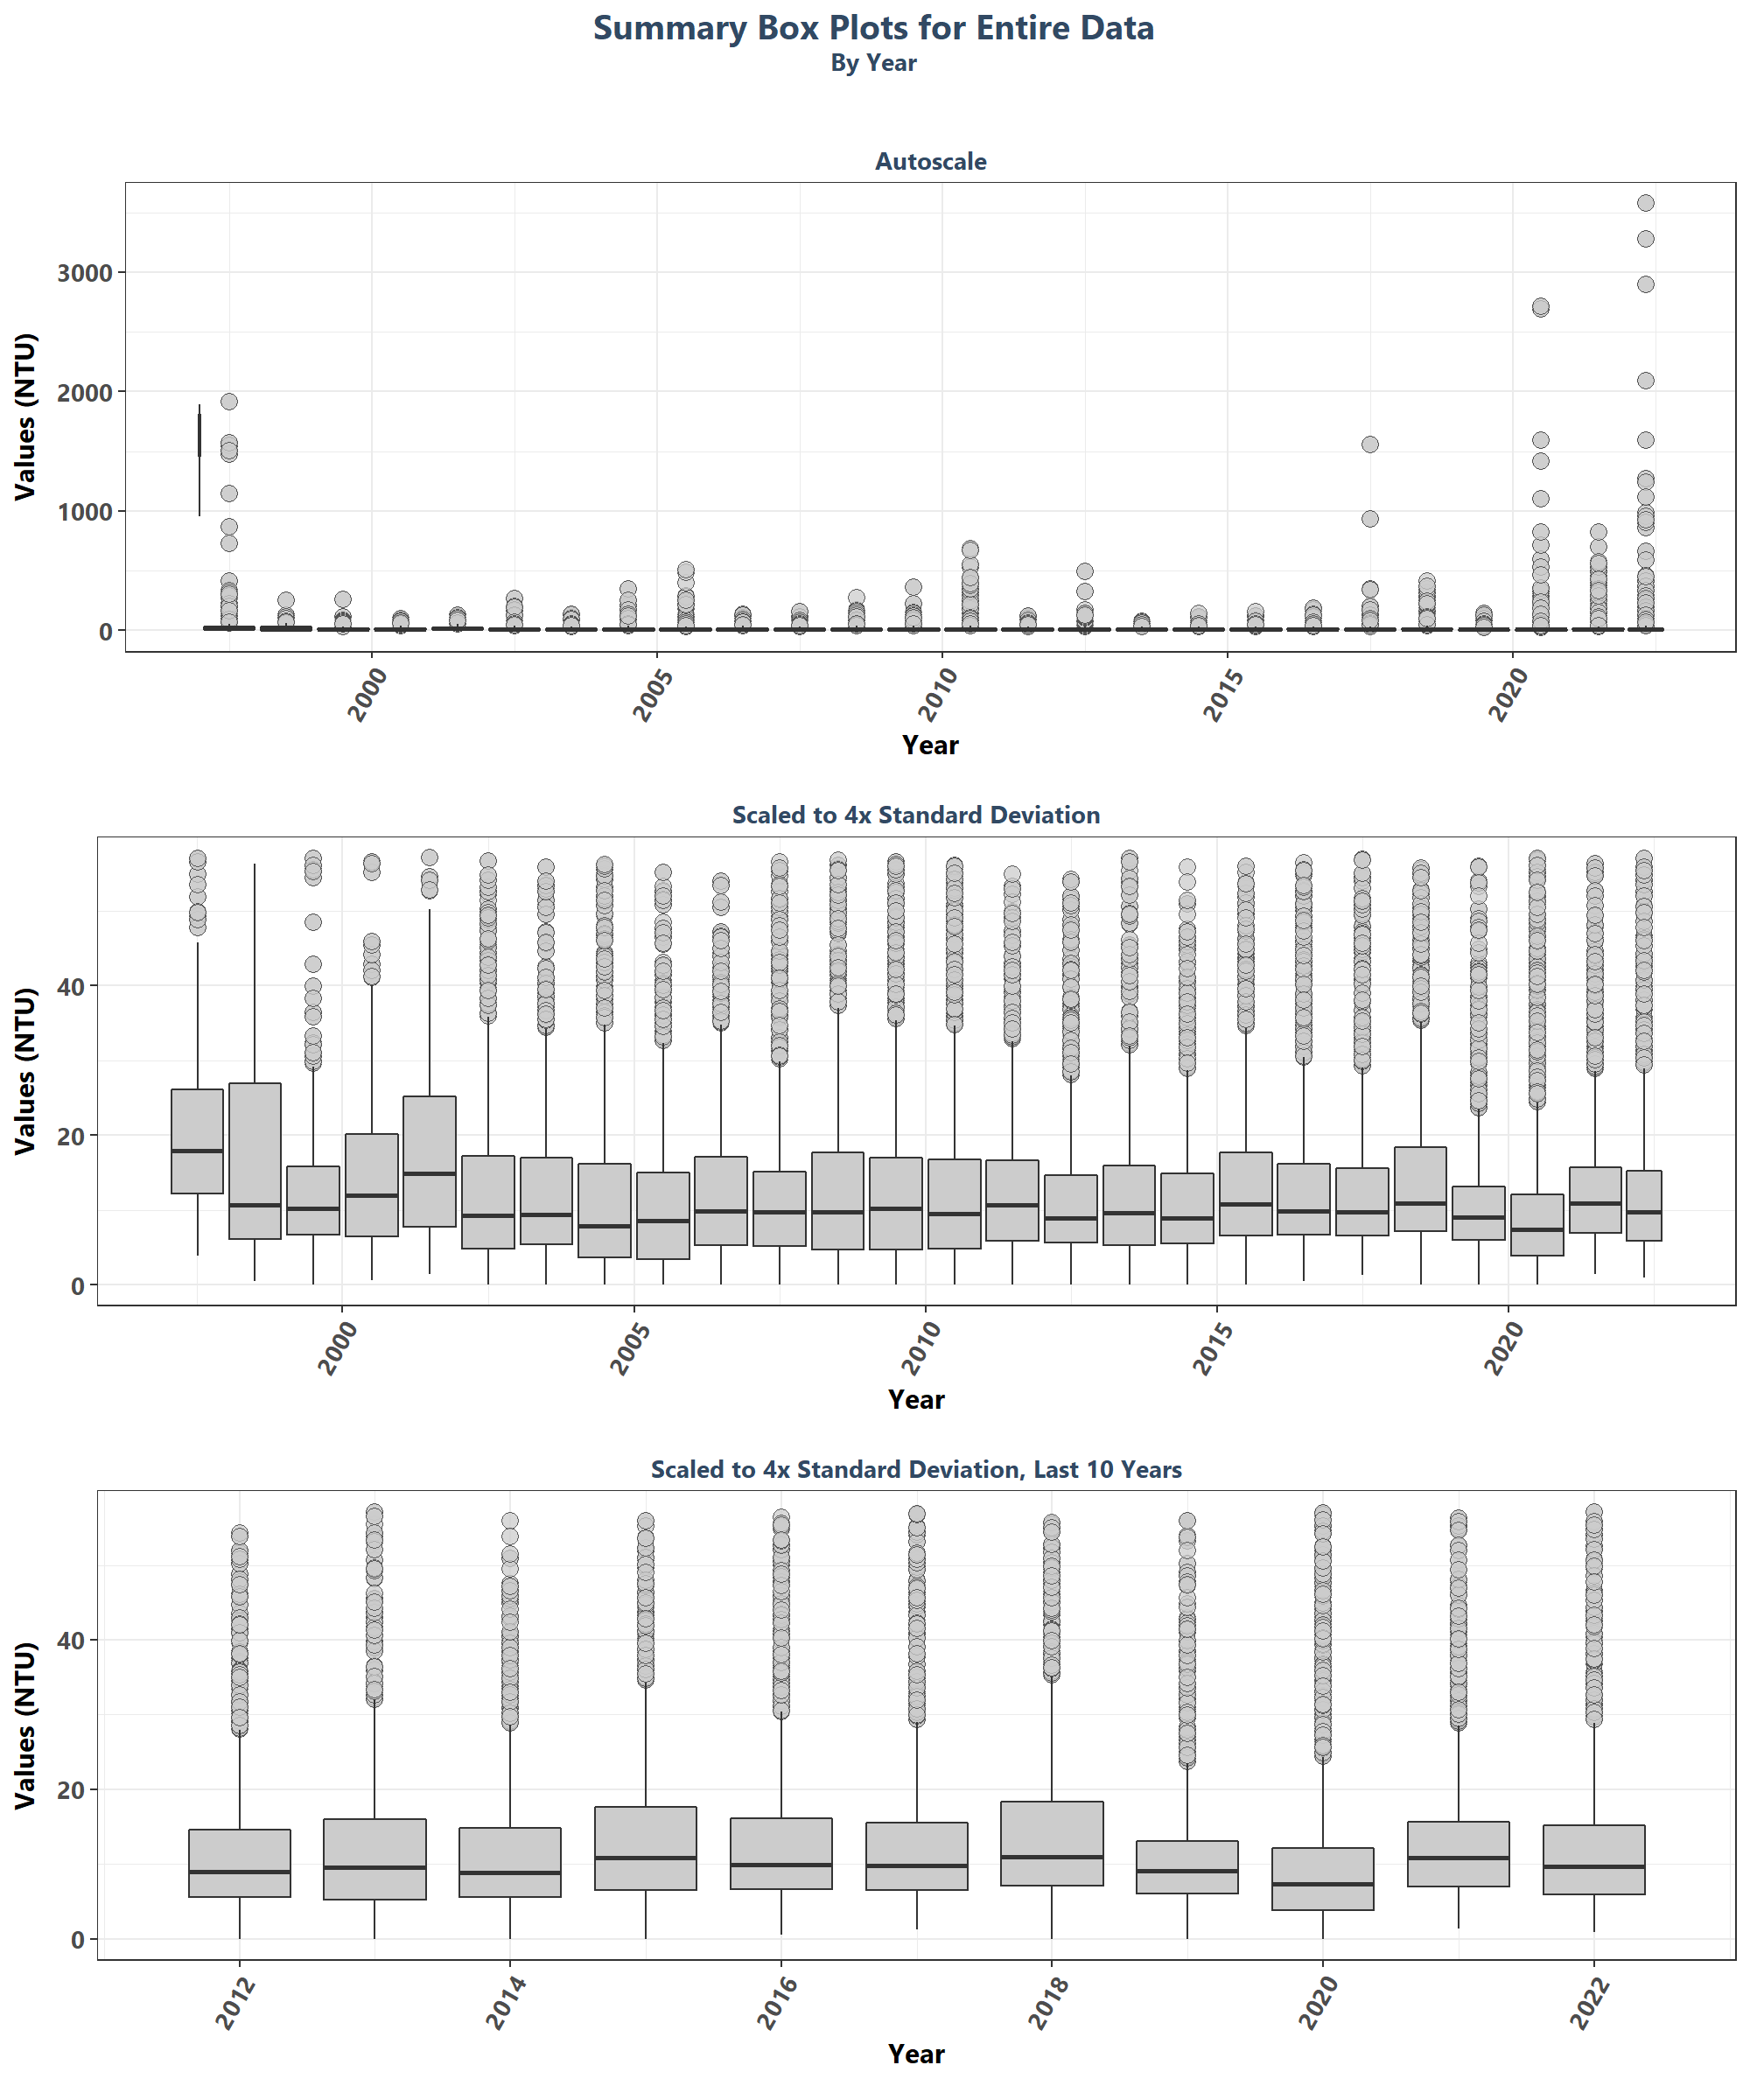 Summary Box Plots for Entire Data
By Year
Autoscale
Values (NTU)
3000
2000
1000
0
2000
2005
2010
2015
2020
Year
Scaled to 4x Standard Deviation
Values (NTU)
40
20
0
2000
2005
2010
2015
2020
Year
Scaled to 4x Standard Deviation, Last 10 Years
Values (NTU)
40
20
0
2012
2014
2016
2018
2020
2022
Year